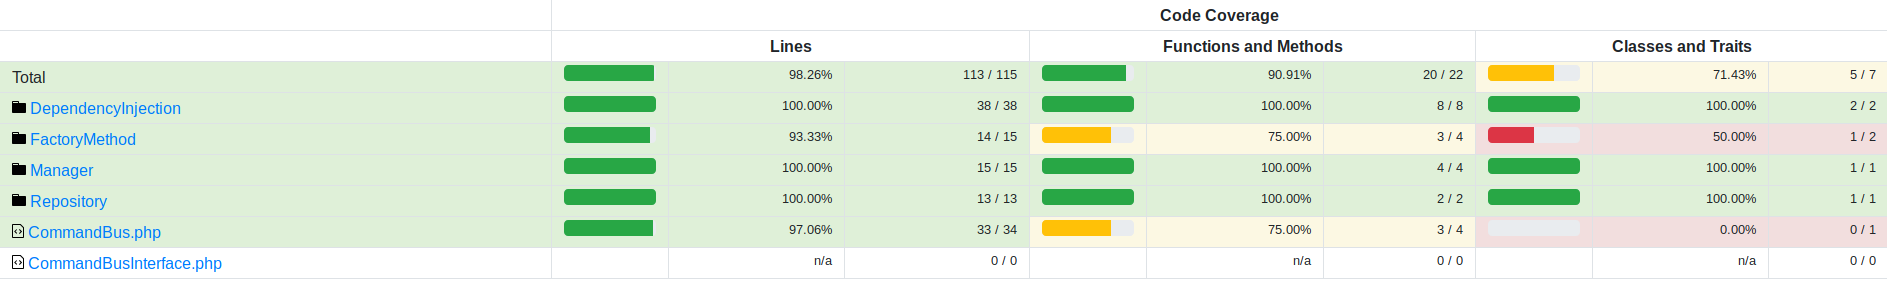 Code Coverage
Lines Functions and Methods Classes and Traits
Total 98.26% 113 / 115 90.91% 20 / 22 71.43% 5 / 7
DependencyInjection 100.00% 38 / 38 100.00% 8 / 8 100.00% 2 / 2
FactoryMethod 93.33% 14 / 15 75.00% 3 / 4 50.00% 1 / 2
Manager 100.00% 15 / 15 100.00% 4 / 4 100.00% 1 / 1
Repository 100.00% 13 / 13 100.00% 2 / 2 100.00% 1 / 1
CommandBus.php 97.06% 33 / 34 75.00% 3 / 4 0.00% 0 / 1
CommandBusInterface.php n/a 0 / 0 n/a 0 / 0 n/a 0 / 0